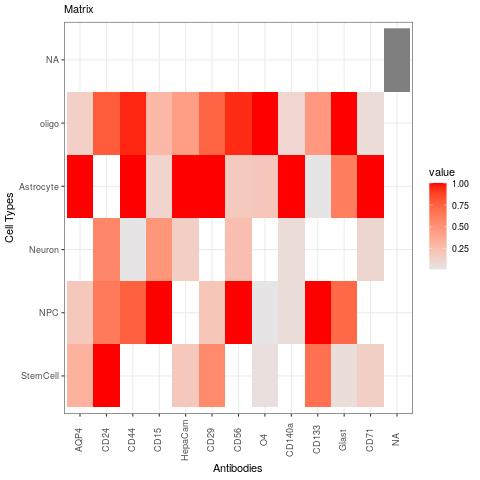 Matrix
Cell Types
NA
oligo
Astrocyte
Neuron
NPC
StemCell
AQP4
CD24
CD44
CD15
HepaCam
CD29
CD56
O4
CD140a
CD133
Glast
CD71
NA
Antibodies
value
1.00
0.75
0.50
0.25